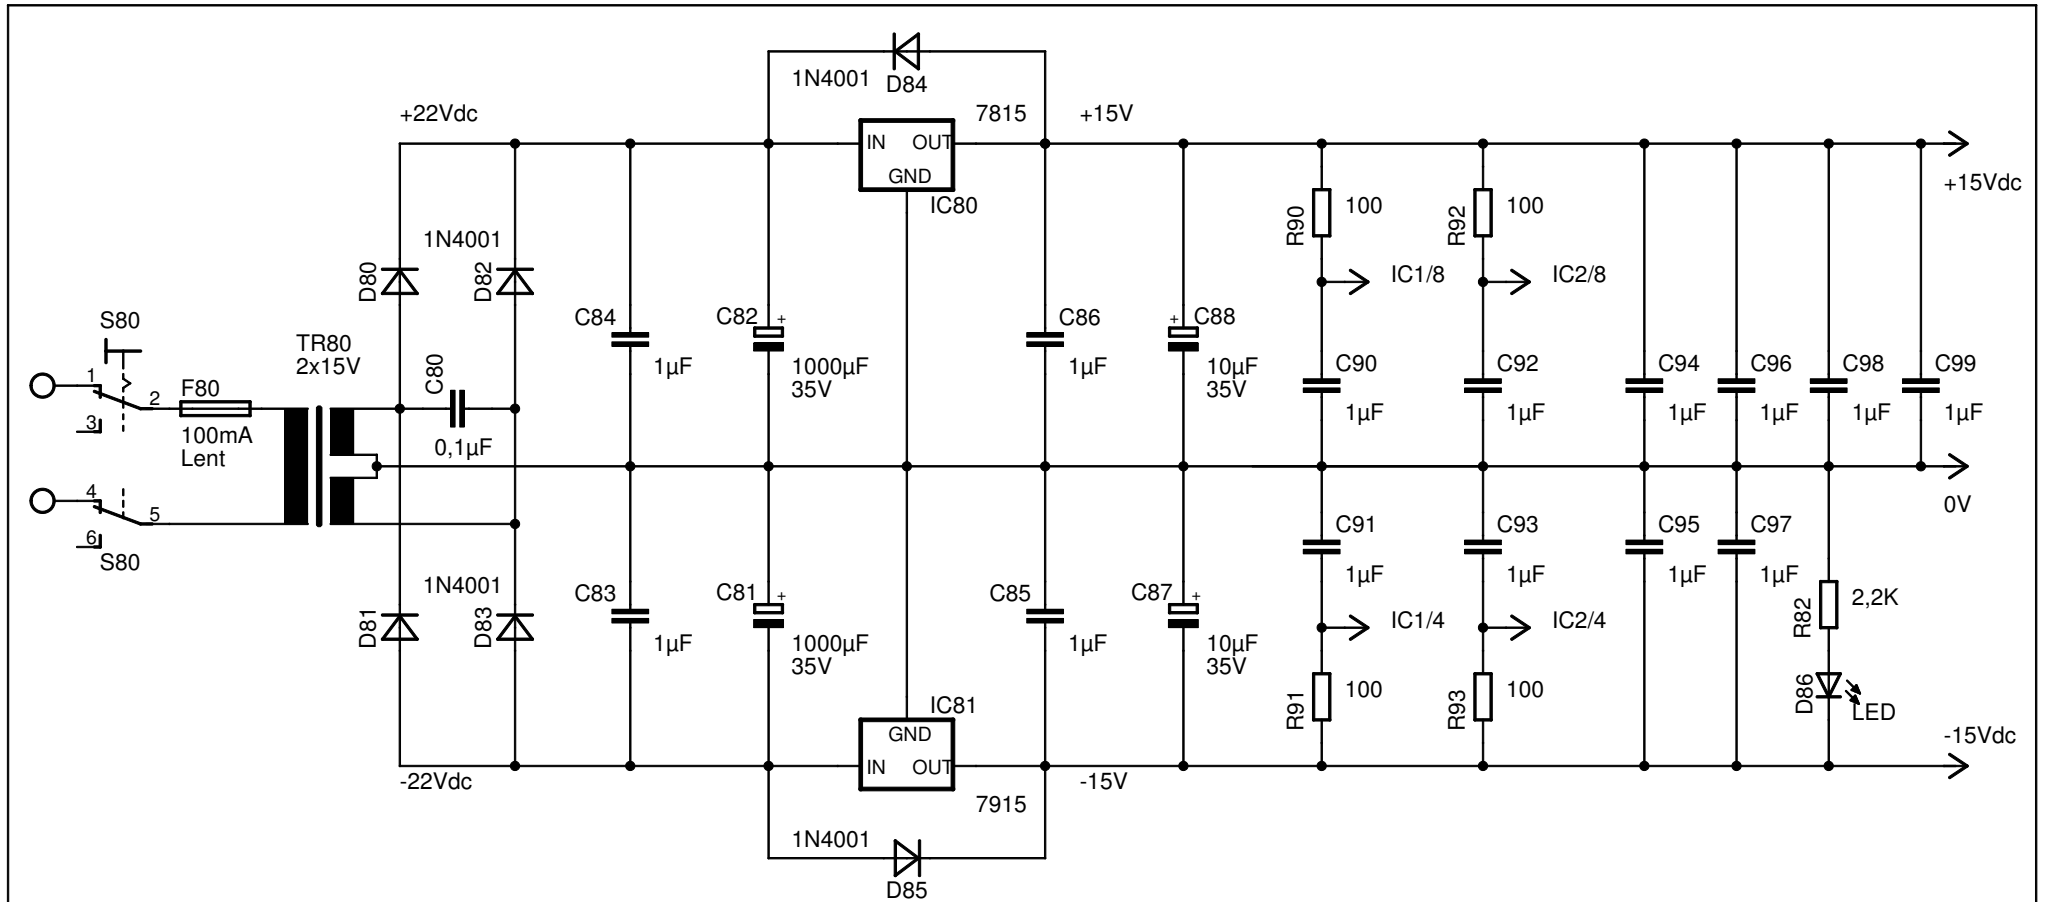 1N4001
D84
+22Vdc
7815
+15V
IN OUT
GND
IC80
+15Vdc
R90
100
R92
100
1N4001
D80
D82
IC1/8
IC2/8
S80
TR80
2x15V
C84
1µF
C82
+
1000µF
35V
C86
1µF
+
C88
10µF
35V
C90
1µF
C92
1µF
C94
1µF
C96
1µF
C98
1µF
C99
1µF
1
2
3
F80
100mA
Lent
C80
0,1µF
4
5
6
S80
0V
1N4001
D81
D83
C83
1µF
C81
+
1000µF
35V
C85
1µF
C87
+
10µF
35V
C91
1µF
C93
1µF
C95
1µF
C97
1µF
IC1/4
IC2/4
R82
2,2K
R91
100
R93
100
D86
LED
IC81
GND
IN OUT
-22Vdc
-15V
-15Vdc
7915
1N4001
D85